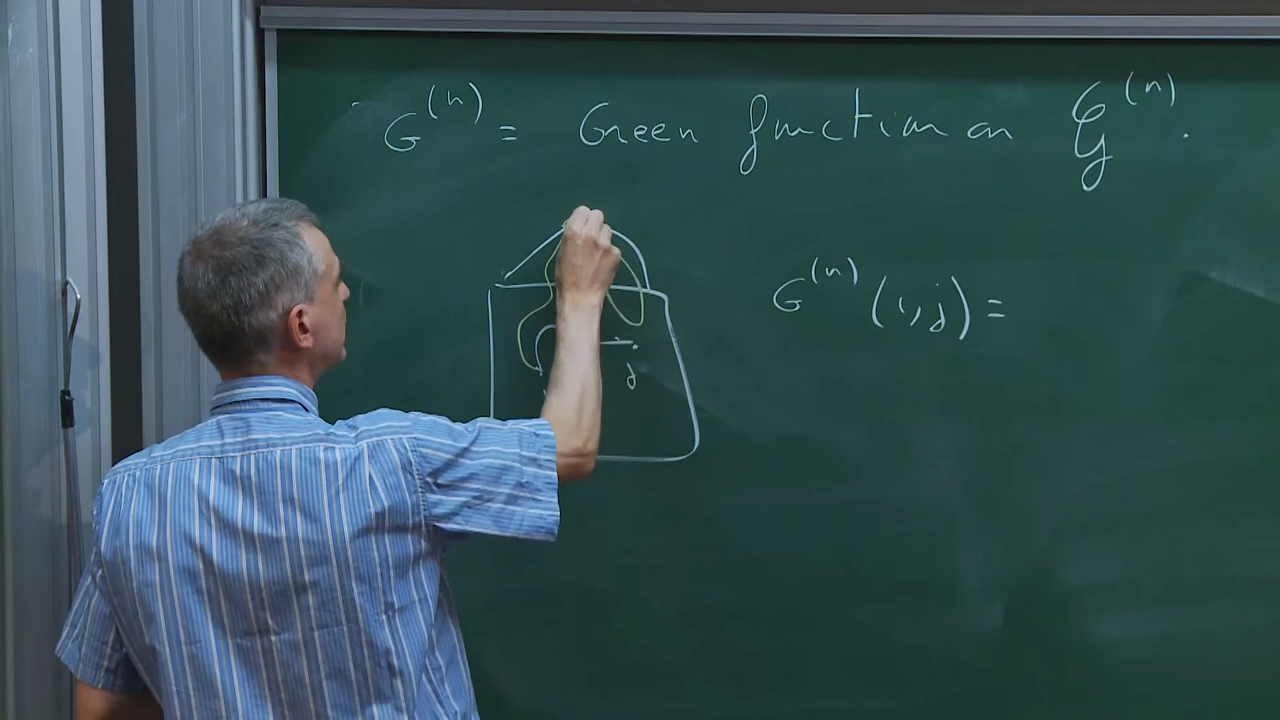 G^(n) = Green function on 𝒢^(n).
G^(n) (i,j) =
j